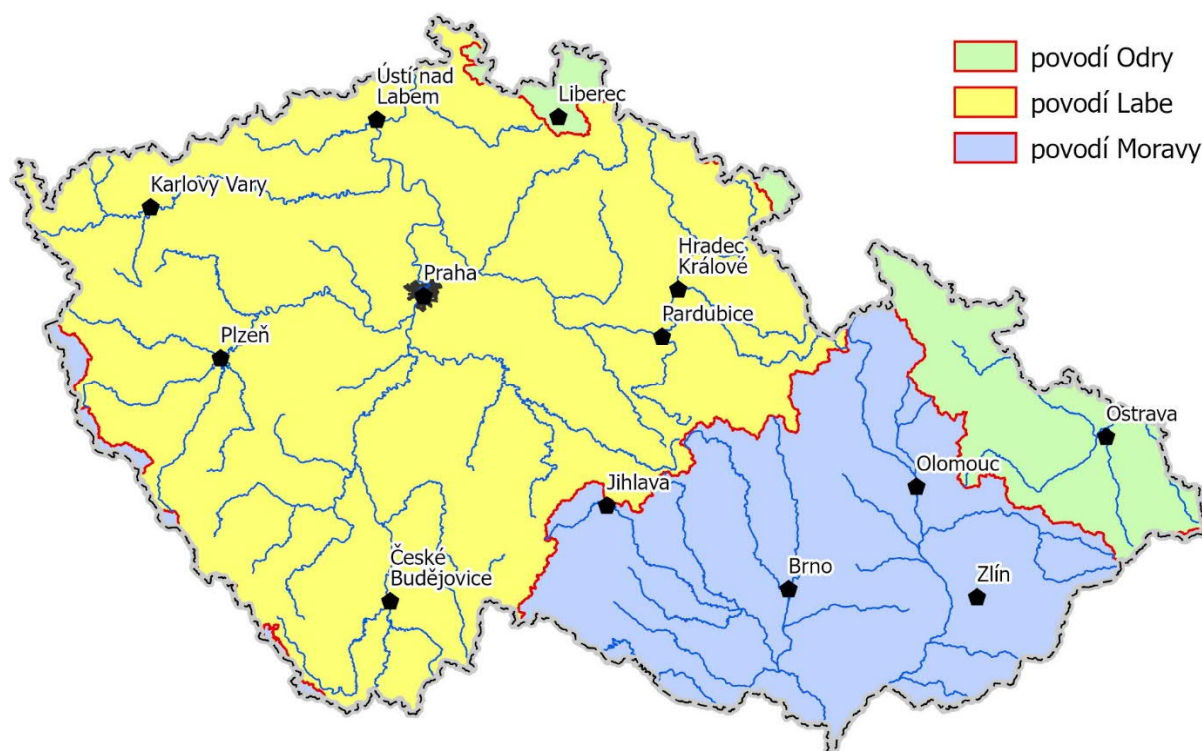 povodí Odry
povodí Labe
povodí Moravy
Ústí nad
Labem
Liberec
Karlovy Vary
Hradec
Králové
Praha
Pardubice
Plzeň
Ostrava
Olomouc
Jihlava
České
Budějovice
Brno
Zlín